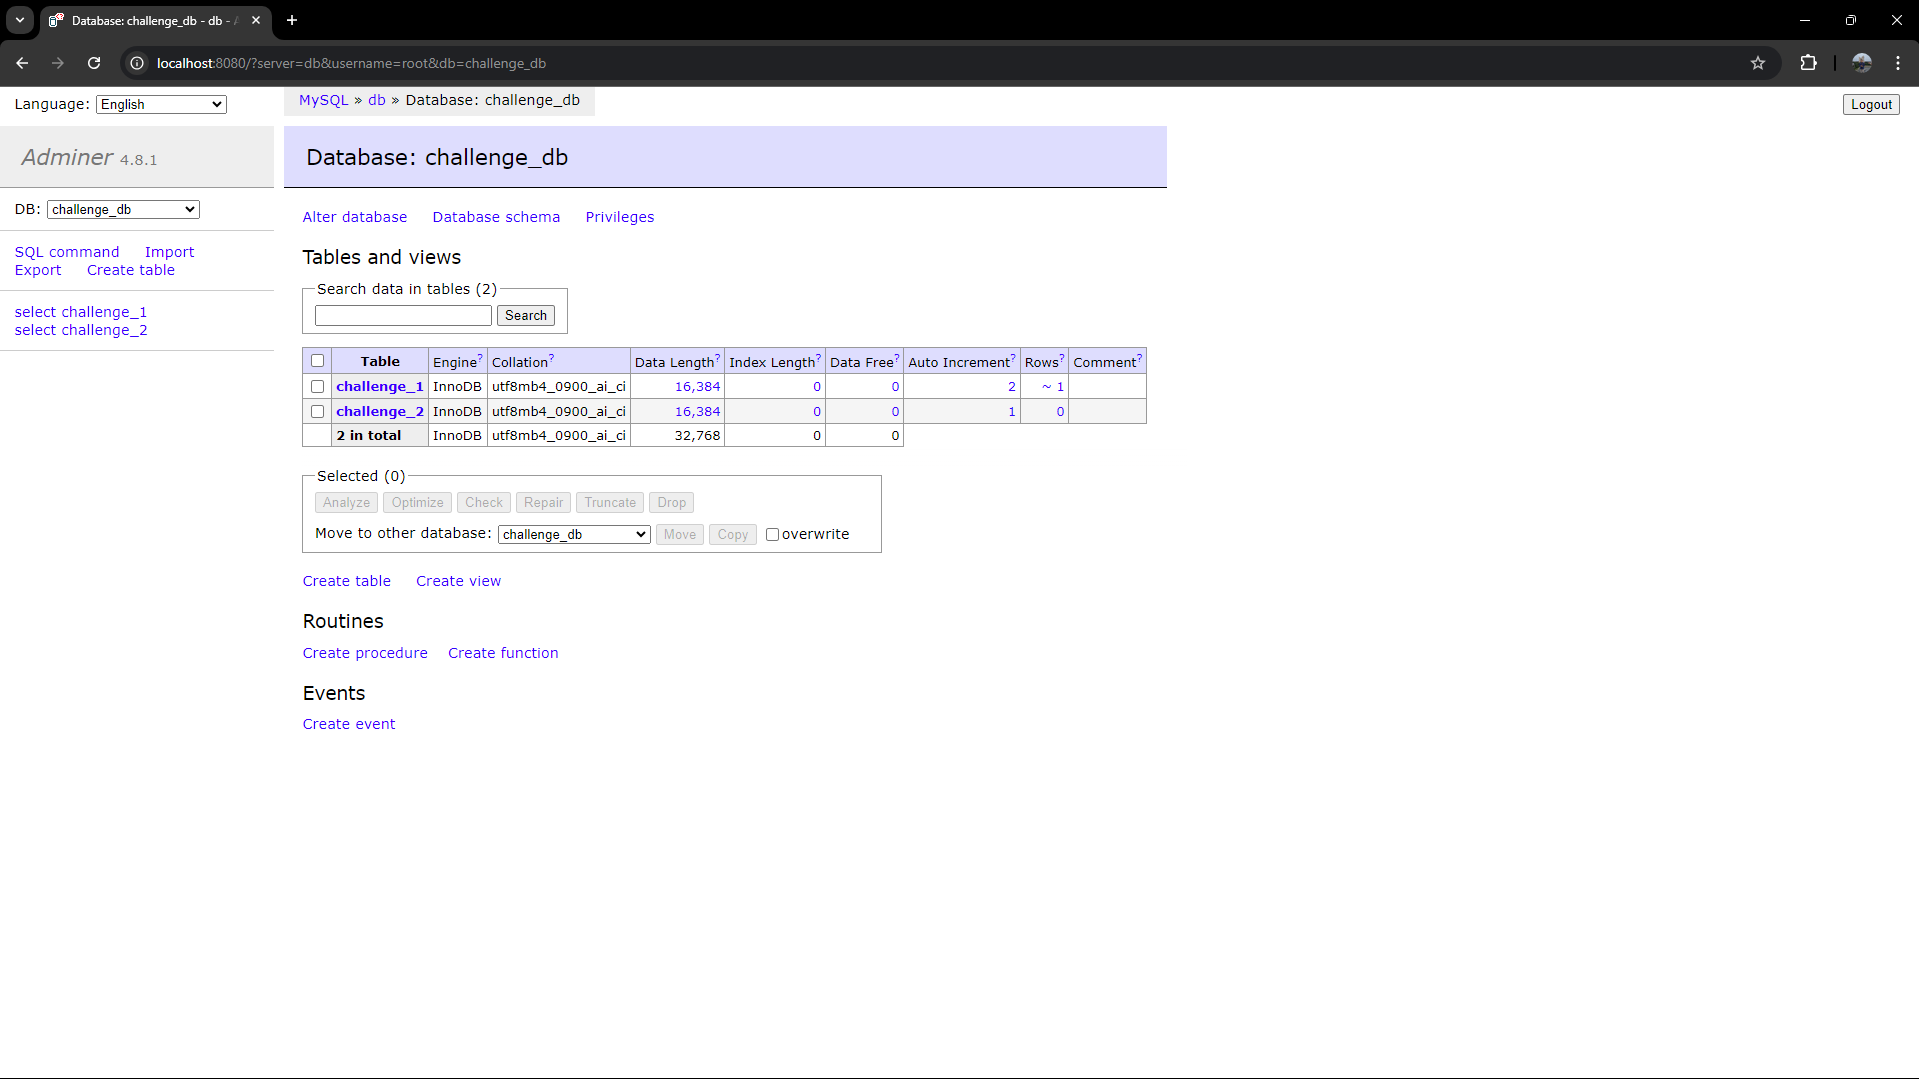 Database: challenge_db - db - A
localhost:8080/?server=db&username=root&db=challenge_db
Language: English
MySQL » db » Database: challenge_db
Logout
Adminer 4.8.1
Database: challenge_db
DB: challenge_db
Alter database Database schema Privileges
SQL command Import
Export Create table
select challenge_1
select challenge_2
Tables and views
Search data in tables (2)
Search
Table Engine? Collation? Data Length? Index Length? Data Free? Auto Increment? Rows? Comment?
challenge_1 InnoDB utf8mb4_0900_ai_ci 16,384 0 0 2 ~ 1
challenge_2 InnoDB utf8mb4_0900_ai_ci 16,384 0 0 1 0
2 in total InnoDB utf8mb4_0900_ai_ci 32,768 0 0
Selected (0)
Analyze Optimize Check Repair Truncate Drop
Move to other database: challenge_db Move Copy overwrite
Create table Create view
Routines
Create procedure Create function
Events
Create event